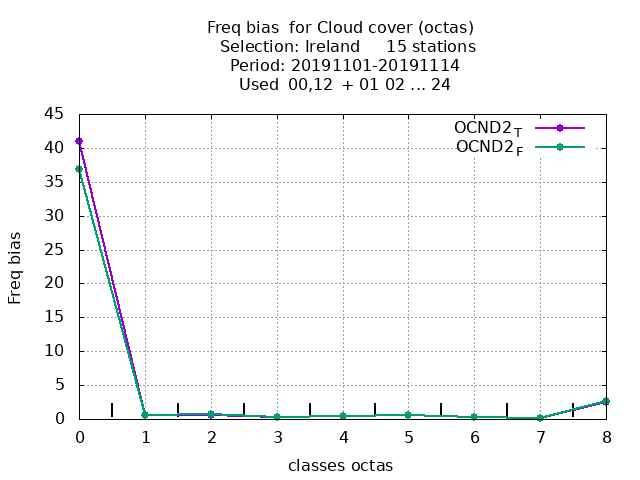 Freq bias  for Cloud cover (octas)
Selection: Ireland     15 stations
Period: 20191101-20191114
Used  00,12  + 01 02 ... 24
OCND2T
OCND2F
45
40
35
30
25
20
15
10
5
0
Freq bias
0 1 2 3 4 5 6 7 8
classes octas